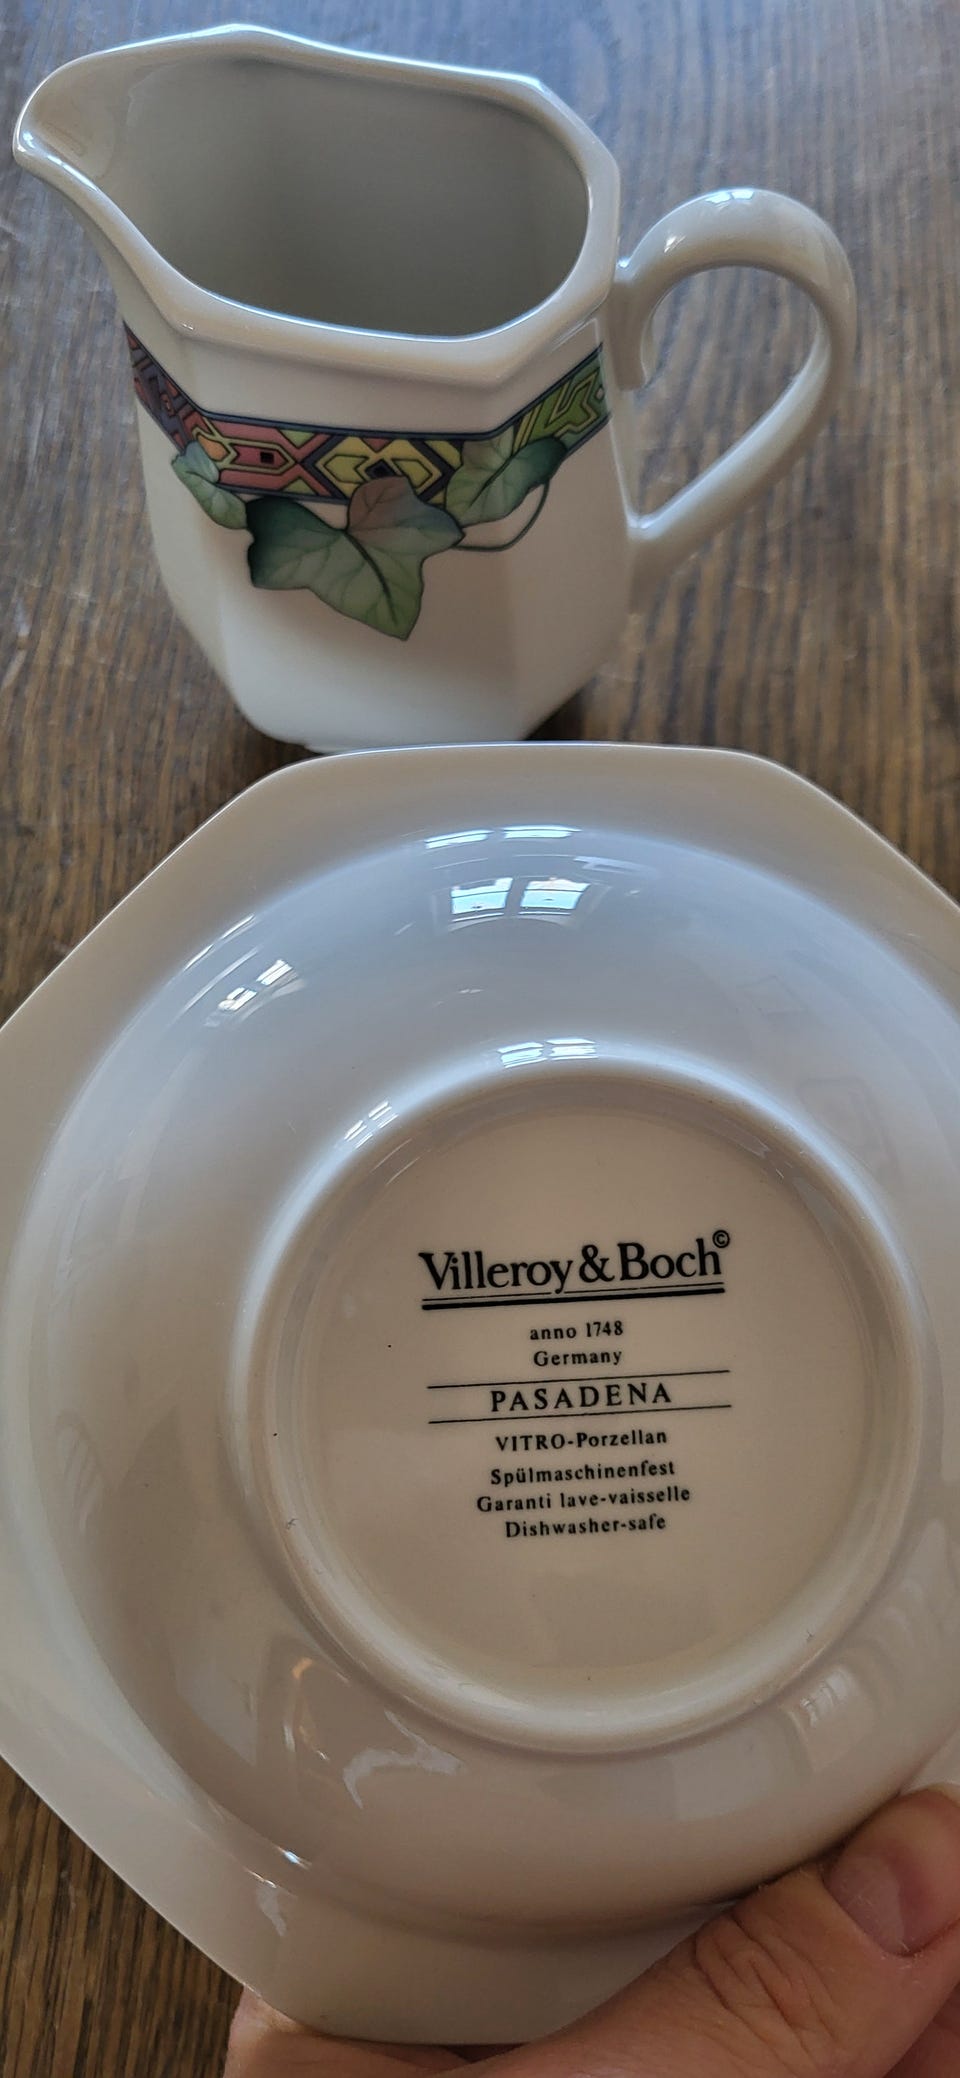 Villeroy & Boch©
anno 1748
Germany
PASADENA
VITRO-Porzellan
Spülmaschinenfest
Garanti lave-vaisselle
Dishwasher-safe